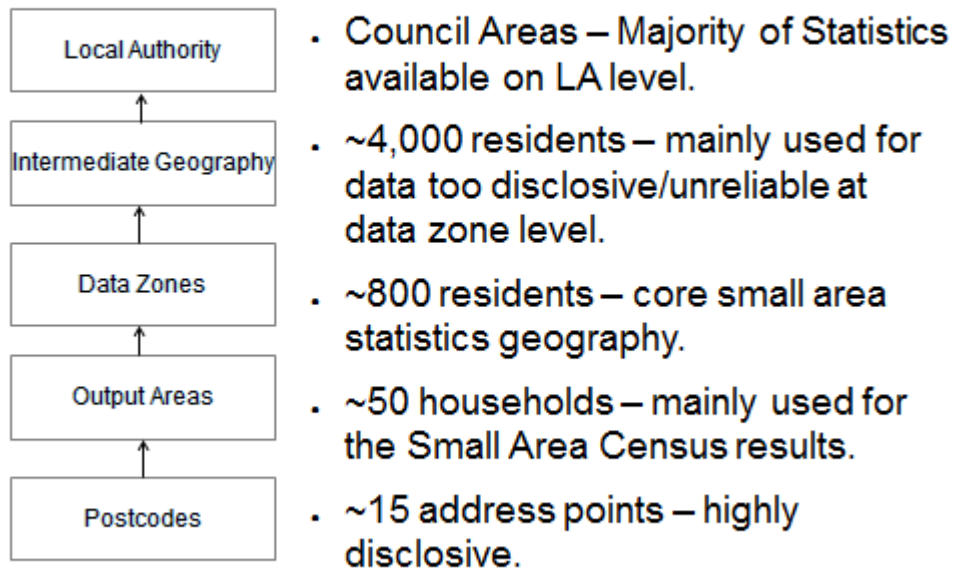 Local Authority
• Council Areas – Majority of Statistics
available on LA level.
Intermediate Geography
• ~4,000 residents – mainly used for
data too disclosive/unreliable at
data zone level.
Data Zones
• ~800 residents – core small area
statistics geography.
Output Areas
• ~50 households – mainly used for
the Small Area Census results.
Postcodes
• ~15 address points – highly
disclosive.